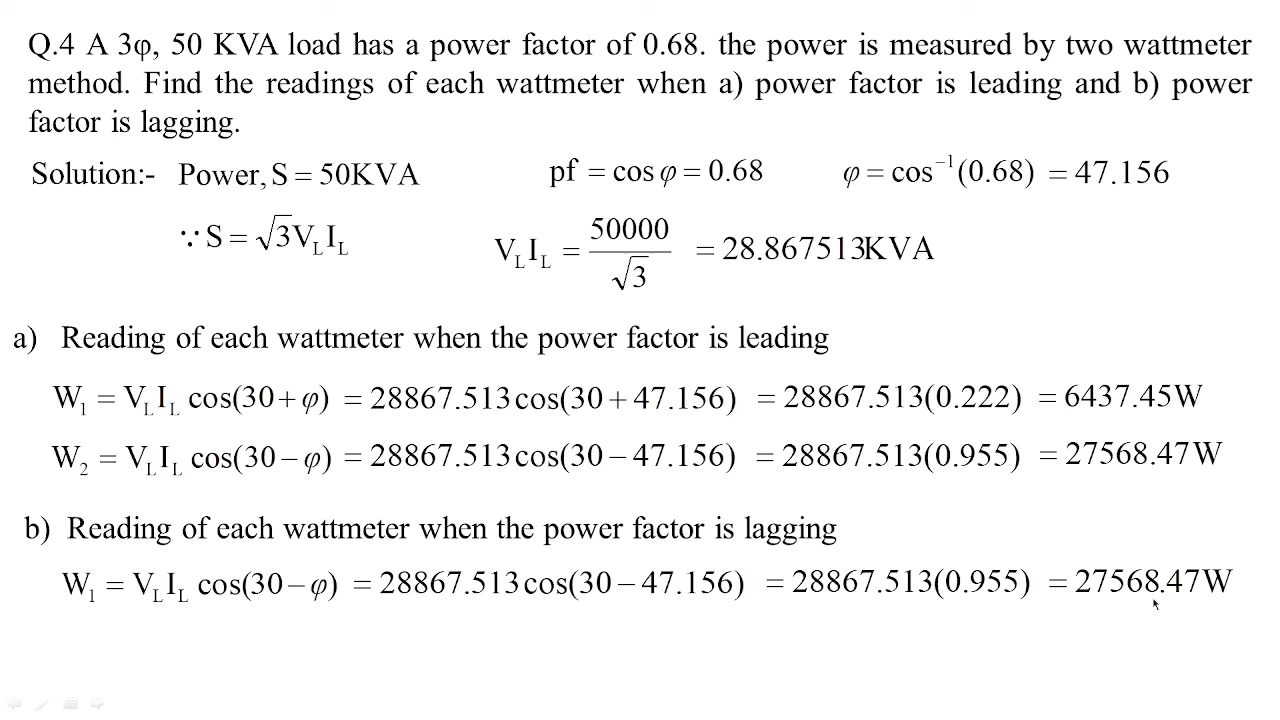 Q.4 A 3φ, 50 KVA load has a power factor of 0.68. the power is measured by two wattmeter
method. Find the readings of each wattmeter when a) power factor is leading and b) power
factor is lagging.
Solution:- Power, S = 50KVA pf = cos φ = 0.68 φ = cos⁻¹(0.68) = 47.156
∵ S = √3V_L I_L V_L I_L = 50000/√3 = 28.867513KVA
a) Reading of each wattmeter when the power factor is leading
W₁ = V_L I_L cos(30 + φ) = 28867.513 cos(30 + 47.156) = 28867.513(0.222) = 6437.45W
W₂ = V_L I_L cos(30 − φ) = 28867.513 cos(30 − 47.156) = 28867.513(0.955) = 27568.47W
b) Reading of each wattmeter when the power factor is lagging
W₁ = V_L I_L cos(30 − φ) = 28867.513 cos(30 − 47.156) = 28867.513(0.955) = 27568.47W